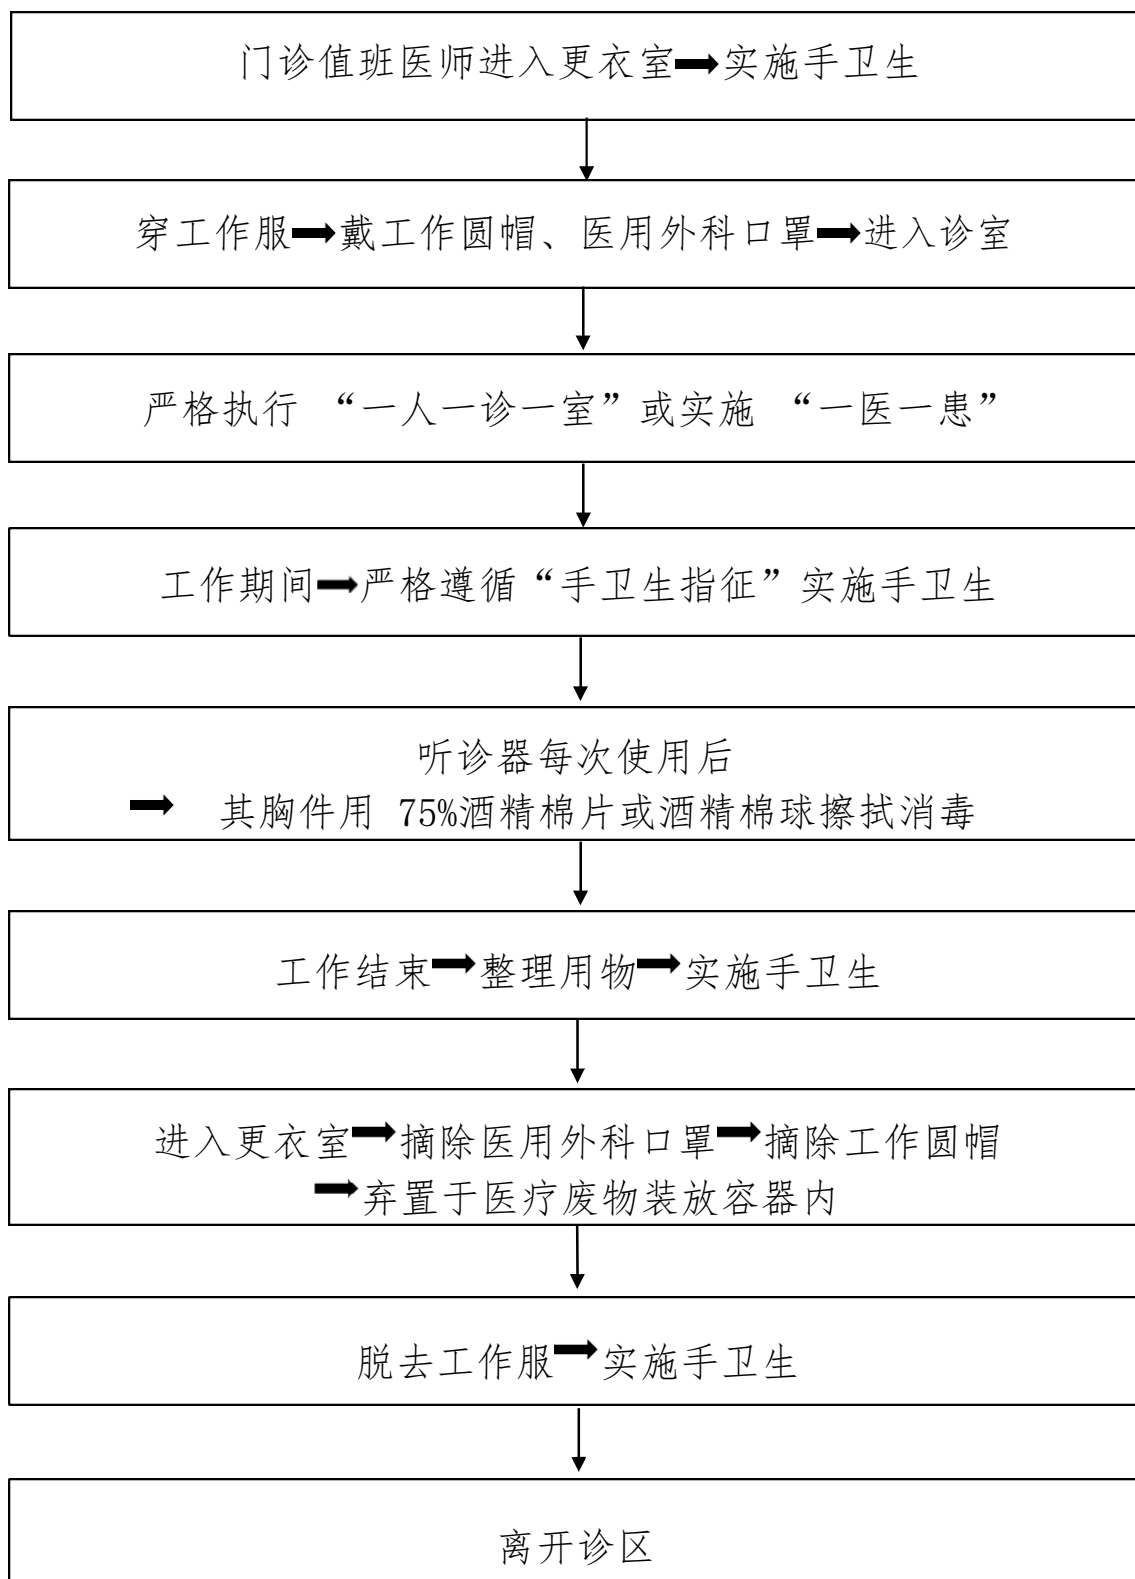 门诊值班医师进入更衣室➡实施手卫生
穿工作服➡戴工作圆帽、医用外科口罩➡进入诊室
严格执行 “一人一诊一室”或实施 “一医一患”
工作期间➡严格遵循“手卫生指征”实施手卫生
听诊器每次使用后
➡ 其胸件用 75%酒精棉片或酒精棉球擦拭消毒
工作结束➡整理用物➡实施手卫生
进入更衣室➡摘除医用外科口罩➡摘除工作圆帽
➡弃置于医疗废物装放容器内
脱去工作服➡实施手卫生
离开诊区